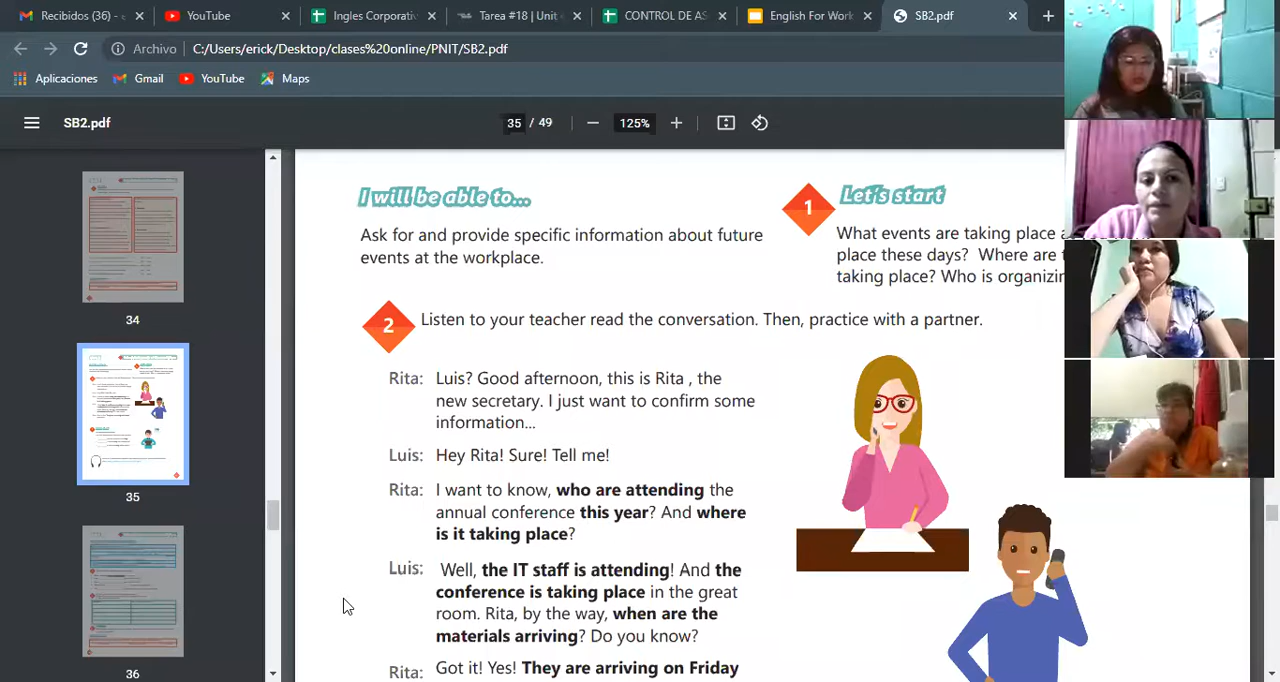 Recibidos (36) - e
YouTube
Ingles Corporativ
Tarea #18 | Unit
CONTROL DE AS
English For Work
SB2.pdf
Archivo
C:/Users/erick/Desktop/clases%20online/PNIT/SB2.pdf
Aplicaciones
Gmail
YouTube
Maps
SB2.pdf
35 / 49
125%
34
35
36
I will be able to...
Ask for and provide specific information about future
events at the workplace.
1
Let's start
What events are taking place a
place these days? Where are t
taking place? Who is organizin
2
Listen to your teacher read the conversation. Then, practice with a partner.
Rita: Luis? Good afternoon, this is Rita , the
new secretary. I just want to confirm some
information...
Luis: Hey Rita! Sure! Tell me!
Rita: I want to know, who are attending the
annual conference this year? And where
is it taking place?
Luis: Well, the IT staff is attending! And the
conference is taking place in the great
room. Rita, by the way, when are the
materials arriving? Do you know?
Rita: Got it! Yes! They are arriving on Friday